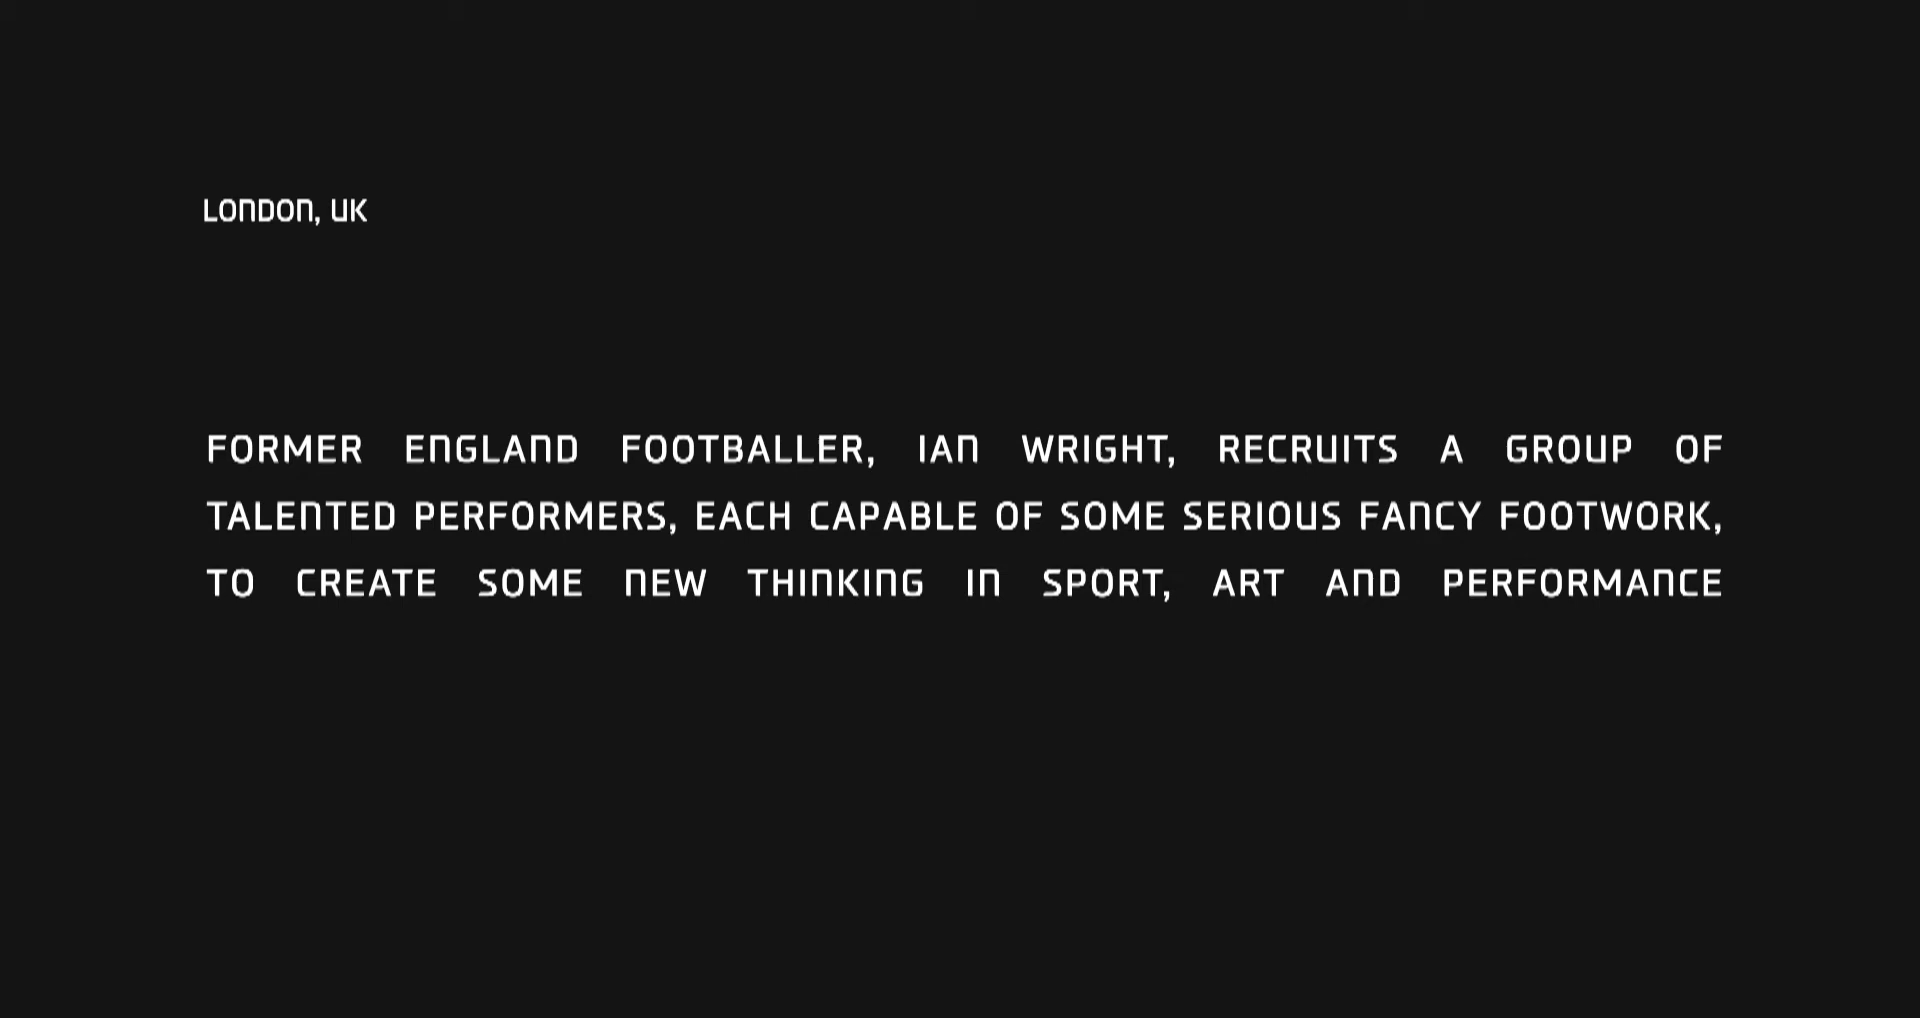 LONDON, UK
FORMER ENGLAND FOOTBALLER, IAN WRIGHT, RECRUITS A GROUP OF
TALENTED PERFORMERS, EACH CAPABLE OF SOME SERIOUS FANCY FOOTWORK,
TO CREATE SOME NEW THINKING IN SPORT, ART AND PERFORMANCE